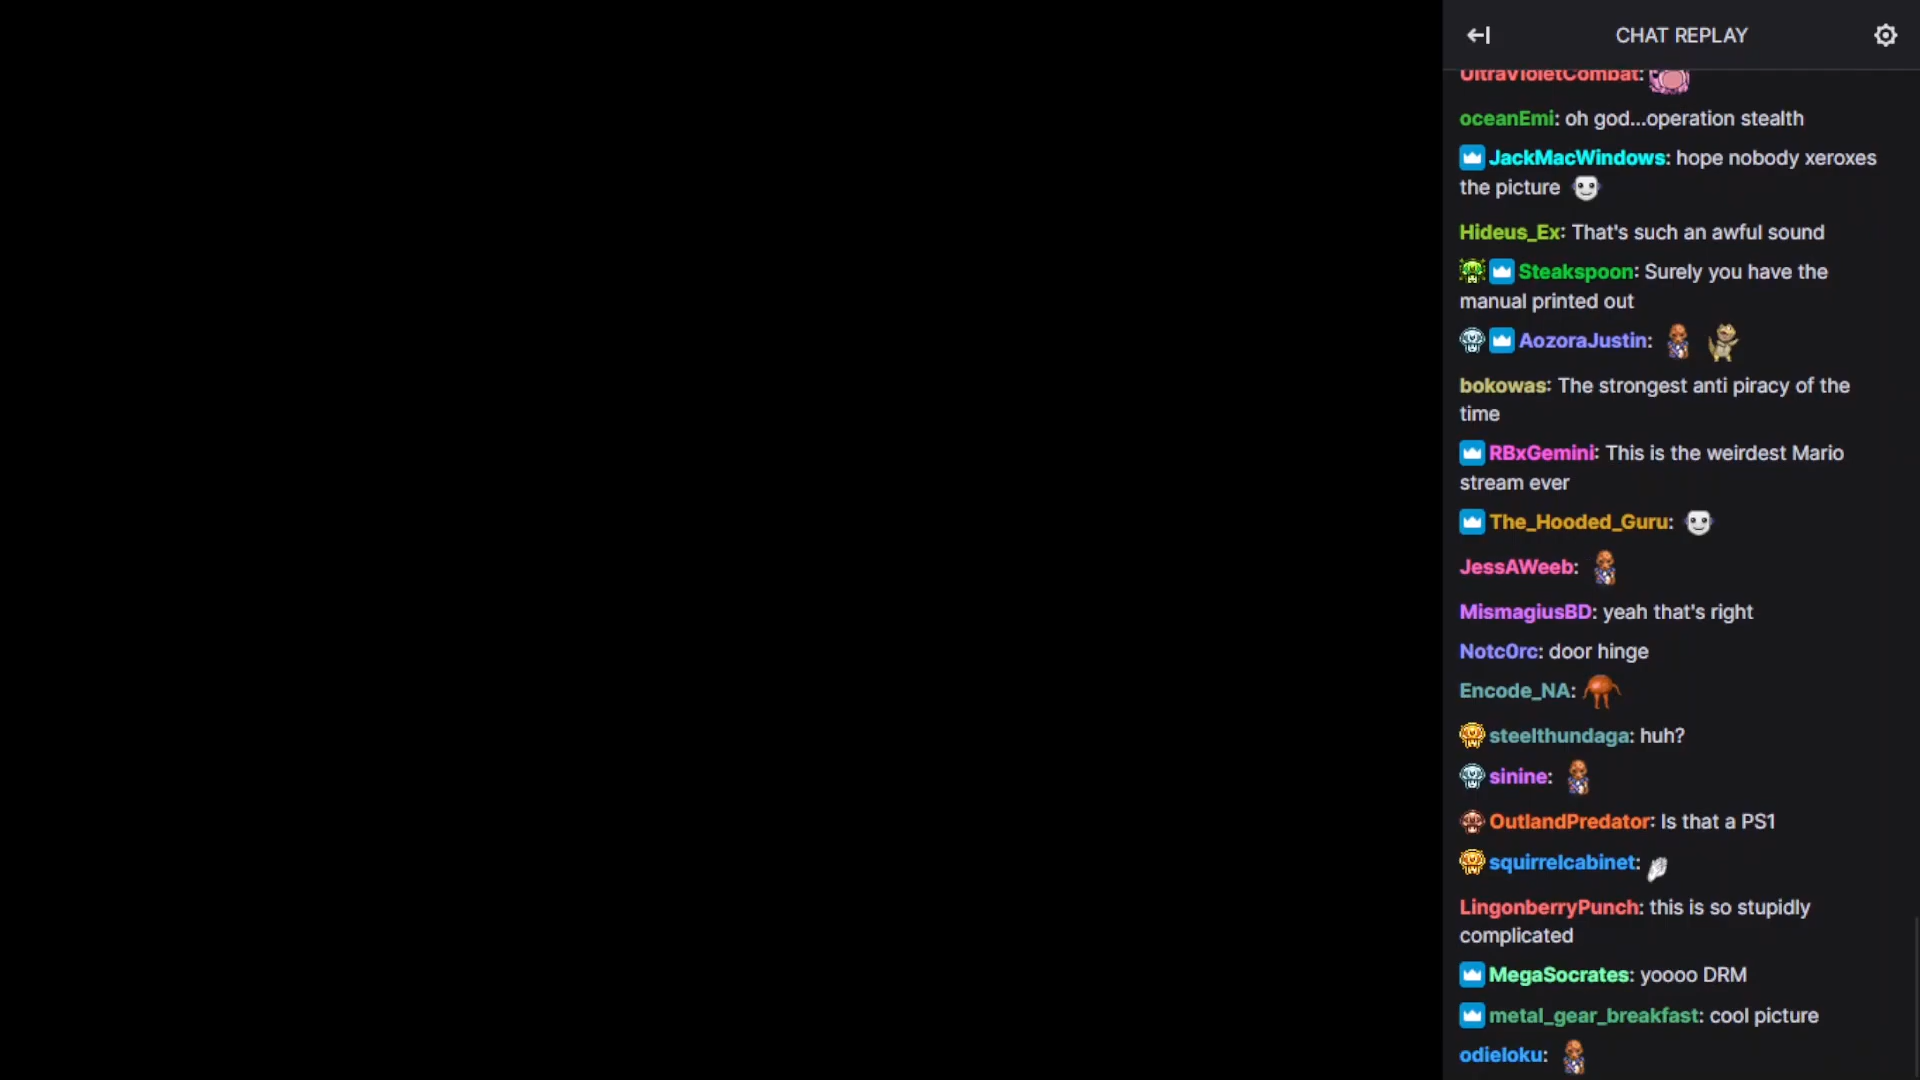 CHAT REPLAY
UltraVioletCombat:
oceanEmi: oh god...operation stealth
JackMacWindows: hope nobody xeroxes
the picture
Hideus_Ex: That's such an awful sound
Steakspoon: Surely you have the
manual printed out
AozoraJustin:
bokowas: The strongest anti piracy of the
time
RBxGemini: This is the weirdest Mario
stream ever
The_Hooded_Guru:
JessAWeeb:
MismagiusBD: yeah that's right
Notc0rc: door hinge
Encode_NA:
steelthundaga: huh?
sinine:
OutlandPredator: Is that a PS1
squirrelcabinet:
LingonberryPunch: this is so stupidly
complicated
MegaSocrates: yoooo DRM
metal_gear_breakfast: cool picture
odieloku: